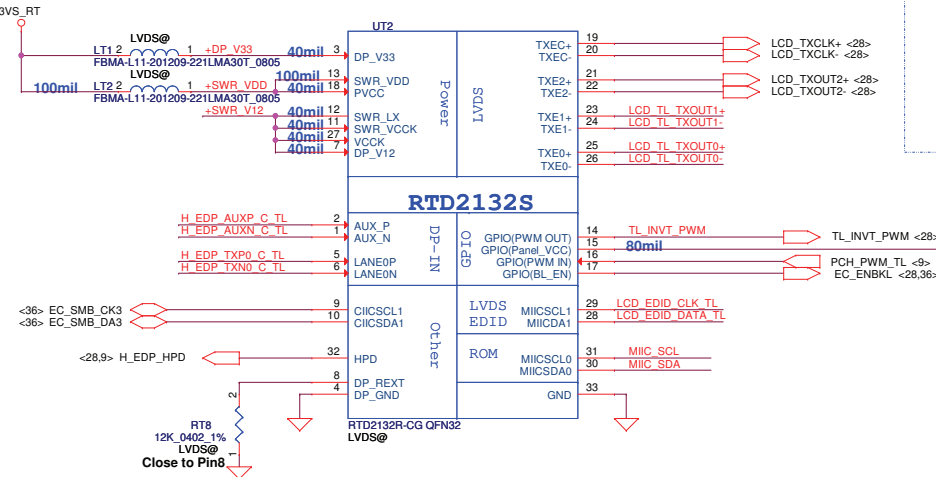 3VS_RT
UT2
LVDS@
LT1 2 1 +DP_V33 40mil 3 DP_V33
FBMA-L11-201209-221LMA30T_0805
LVDS@
100mil LT2 2 1 +SWR_VDD 100mil 13 SWR_VDD
18 PVCC
FBMA-L11-201209-221LMA30T_0805
+SWR_V12 40mil 12 SWR_LX
40mil 11 SWR_VCCK
40mil 27 VCCK
40mil 7 DP_V12
Power
LVDS
TXEC+ 19 LCD_TXCLK+ <28>
TXEC- 20 LCD_TXCLK- <28>
TXE2+ 21 LCD_TXOUT2+ <28>
TXE2- 22 LCD_TXOUT2- <28>
TXE1+ 23 LCD_TL_TXOUT1+
TXE1- 24 LCD_TL_TXOUT1-
TXE0+ 25 LCD_TL_TXOUT0+
TXE0- 26 LCD_TL_TXOUT0-
RTD2132S
H_EDP_AUXP_C_TL 2 AUX_P
H_EDP_AUXN_C_TL 1 AUX_N
H_EDP_TXP0_C_TL 5 LANE0P
H_EDP_TXN0_C_TL 6 LANE0N
DP-IN
GPIO
GPIO(PWM OUT) 14 TL_INVT_PWM TL_INVT_PWM <28>
GPIO(Panel_VCC) 15 80mil
GPIO(PWM IN) 16 PCH_PWM_TL <9>
GPIO(BL_EN) 17 EC_ENBKL <28,36>
<36> EC_SMB_CK3 9 CIICSCL1
<36> EC_SMB_DA3 10 CIICSDA1
Other
LVDS
EDID
MIICSCL1 29 LCD_EDID_CLK_TL
MIICDA1 28 LCD_EDID_DATA_TL
<28,9> H_EDP_HPD 32 HPD
ROM
MIICSCL0 31 MIIC_SCL
MIICSDA0 30 MIIC_SDA
8 DP_REXT
4 DP_GND
GND 33
2
RT8
12K_0402_1%
LVDS@
1
Close to Pin8
RTD2132R-CG QFN32
LVDS@